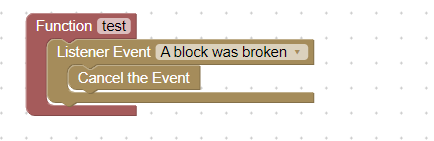 Function test
Listener Event A block was broken
Cancel the Event